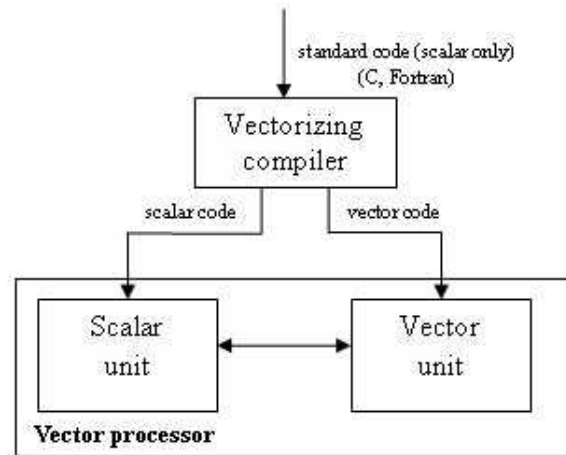 standard code (scalar only)
(C, Fortran)
Vectorizing
compiler
scalar code
vector code
Scalar
unit
Vector
unit
Vector processor